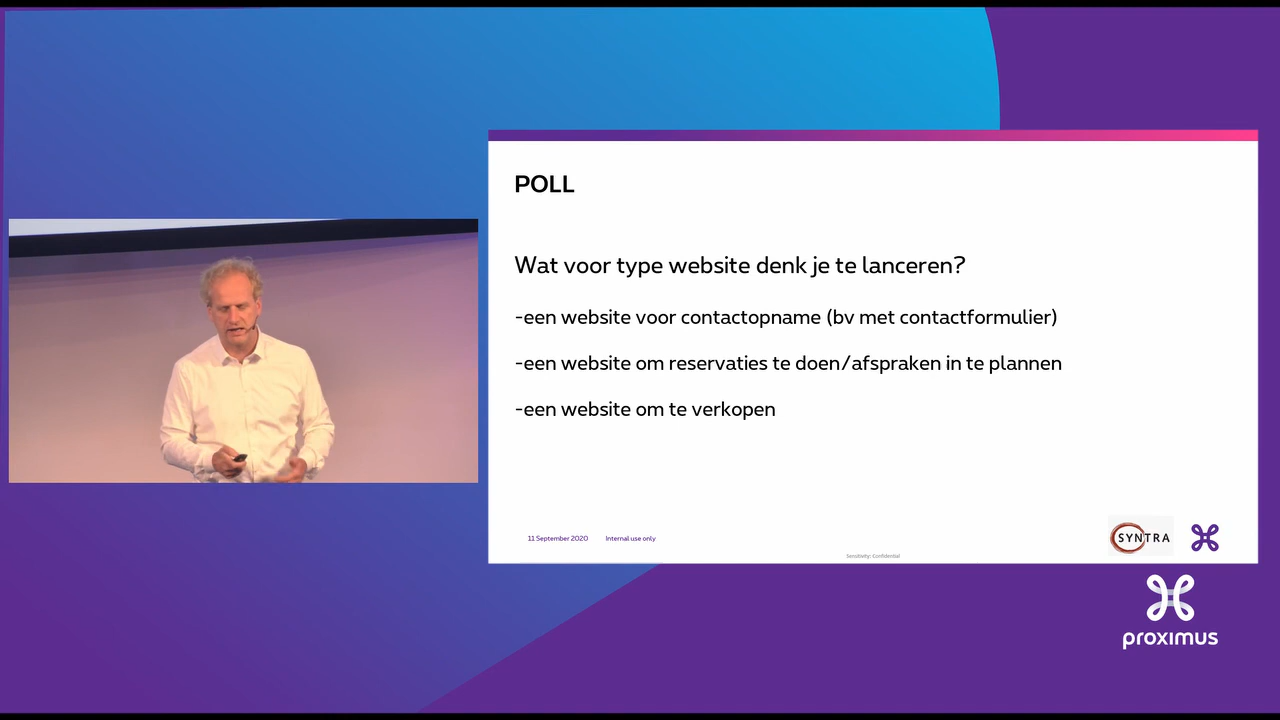 POLL
Wat voor type website denk je te lanceren?
-een website voor contactopname (bv met contactformulier)
-een website om reservaties te doen/afspraken in te plannen
-een website om te verkopen
11 September 2020 Internal use only
SYNTRA
Sensitivity: Confidential
proximus